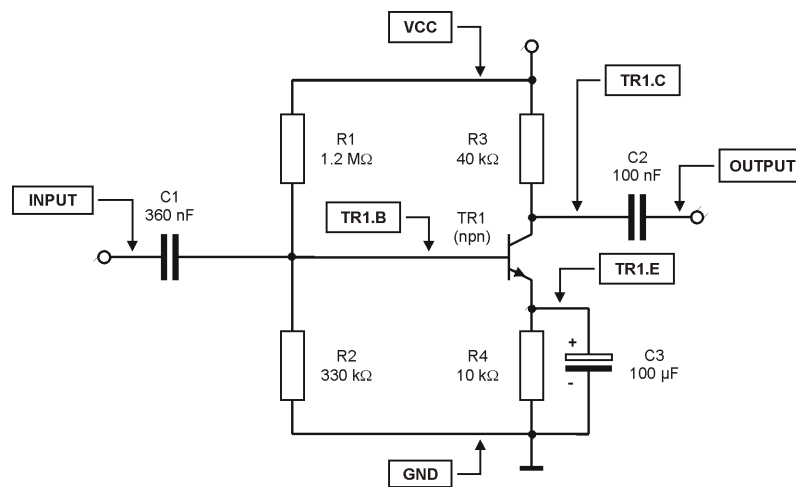 VCC
TR1.C
R1
1.2 MΩ
R3
40 kΩ
C2
100 nF
OUTPUT
INPUT
C1
360 nF
TR1.B
TR1
(npn)
TR1.E
R2
330 kΩ
R4
10 kΩ
+
-
C3
100 µF
GND